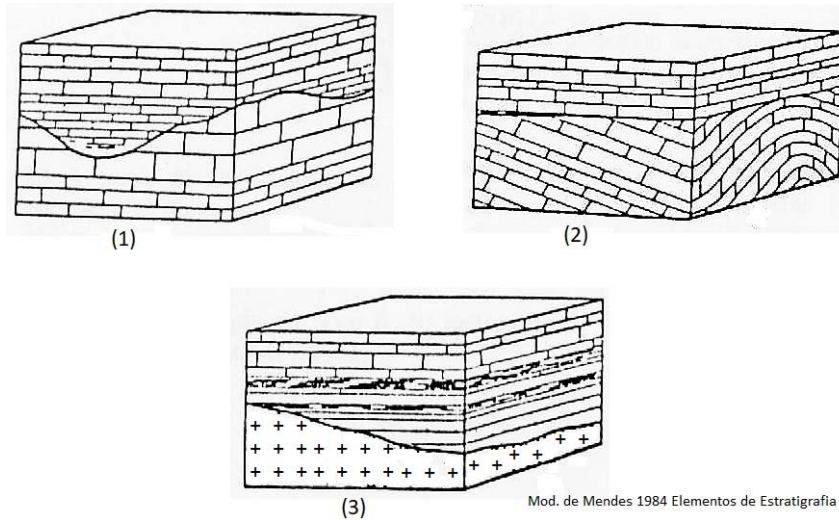 (1)
(2)
(3)
Mod. de Mendes 1984 Elementos de Estratigrafia